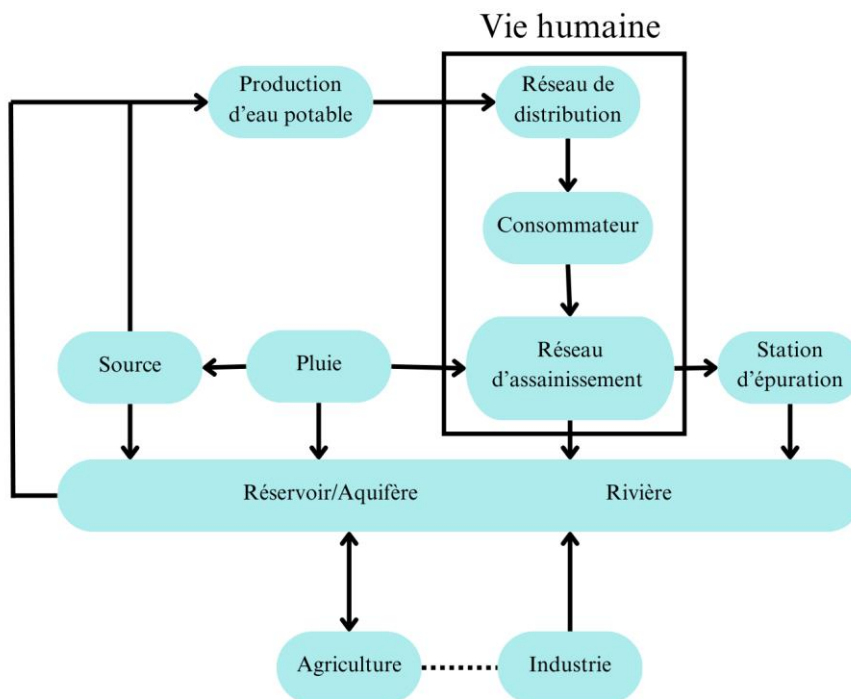 Vie humaine
Production
d'eau potable
Réseau de
distribution
Consommateur
Source
Pluie
Réseau
d'assainissement
Station
d'épuration
Réservoir/Aquifère
Rivière
Agriculture
Industrie